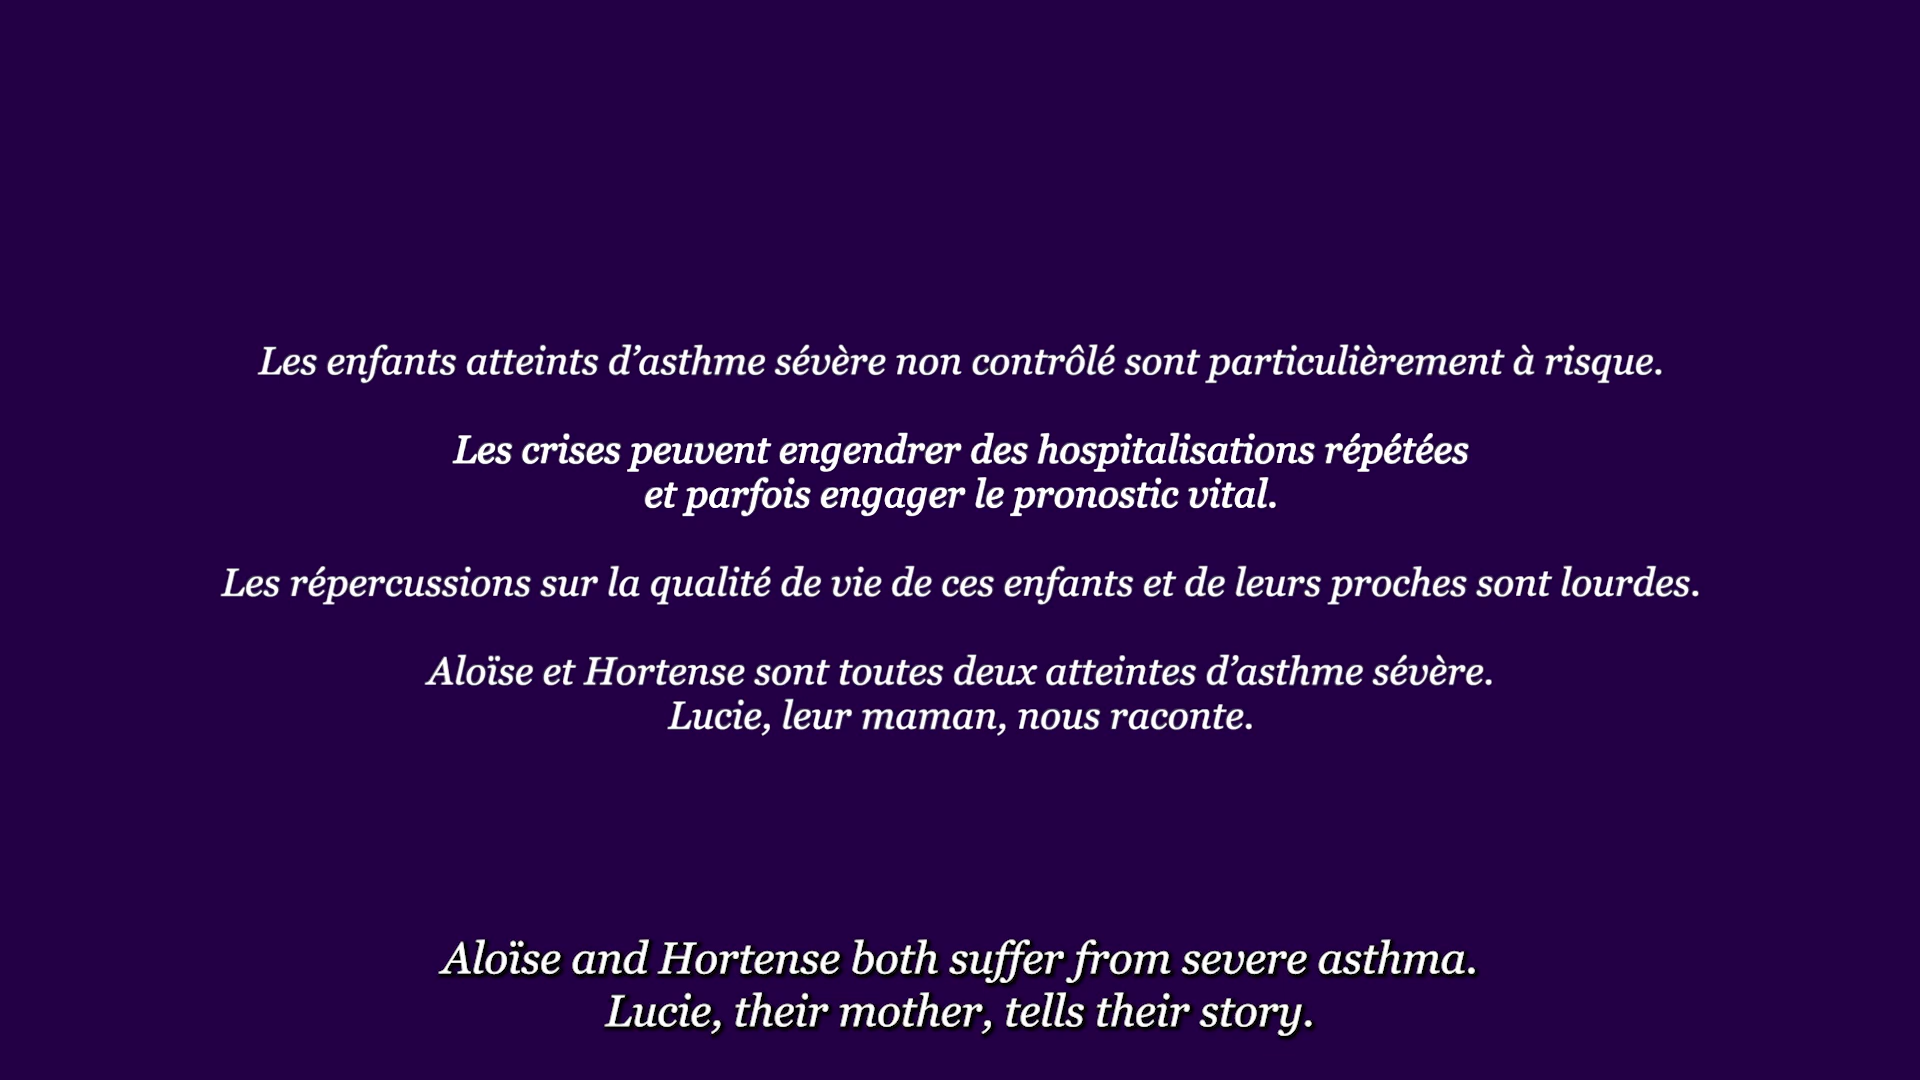 Les enfants atteints d’asthme sévère non contrôlé sont particulièrement à risque.
Les crises peuvent engendrer des hospitalisations répétées
et parfois engager le pronostic vital.
Les répercussions sur la qualité de vie de ces enfants et de leurs proches sont lourdes.
Aloïse et Hortense sont toutes deux atteintes d’asthme sévère.
Lucie, leur maman, nous raconte.
Aloïse and Hortense both suffer from severe asthma.
Lucie, their mother, tells their story.